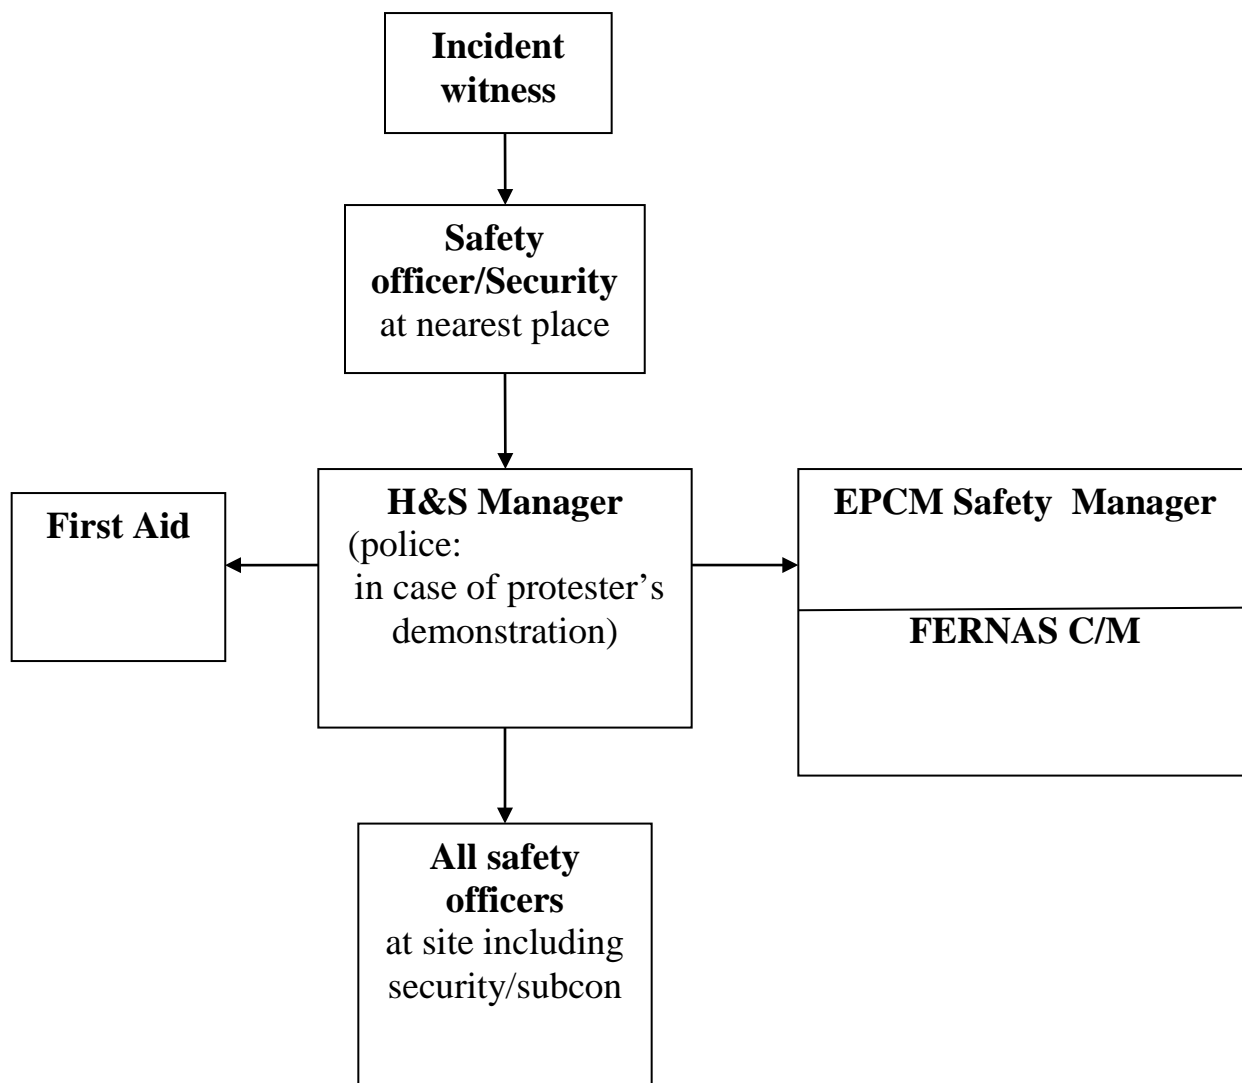 Incident
witness
Safety
officer/Security
at nearest place
First Aid
H&S Manager
(police:
in case of protester’s
demonstration)
EPCM Safety  Manager
FERNAS C/M
All safety
officers
at site including
security/subcon